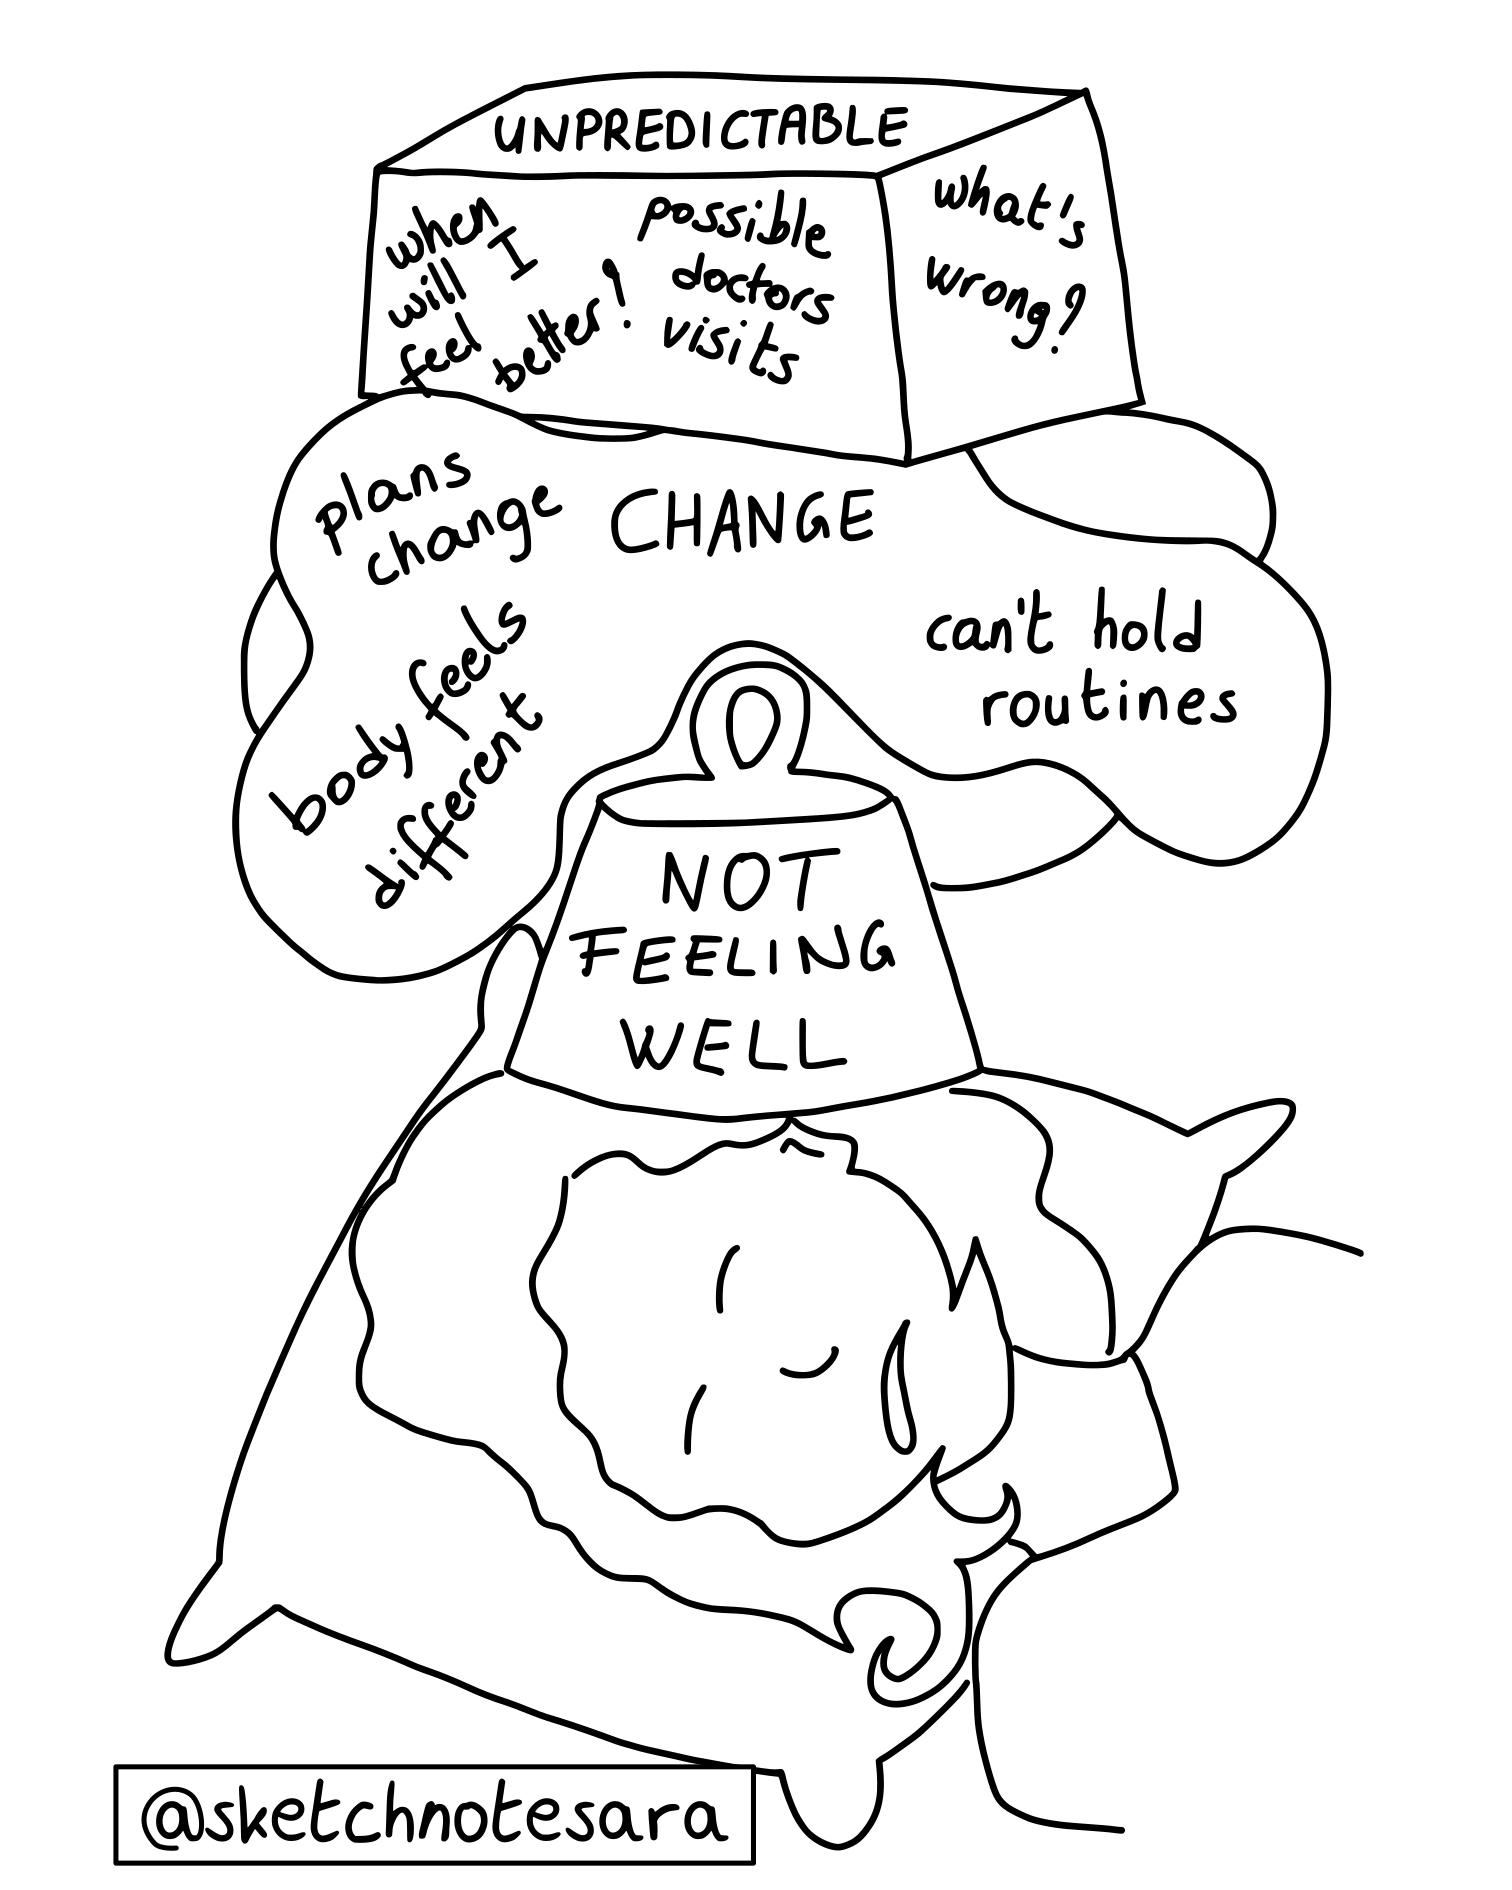 UNPREDICTABLE
when
will I
feel
better?!
possible
doctors
visits
what's
wrong?
plans
change
CHANGE
body feels
different
can't hold
routines
NOT
FEELING
WELL
@sketchnotesara